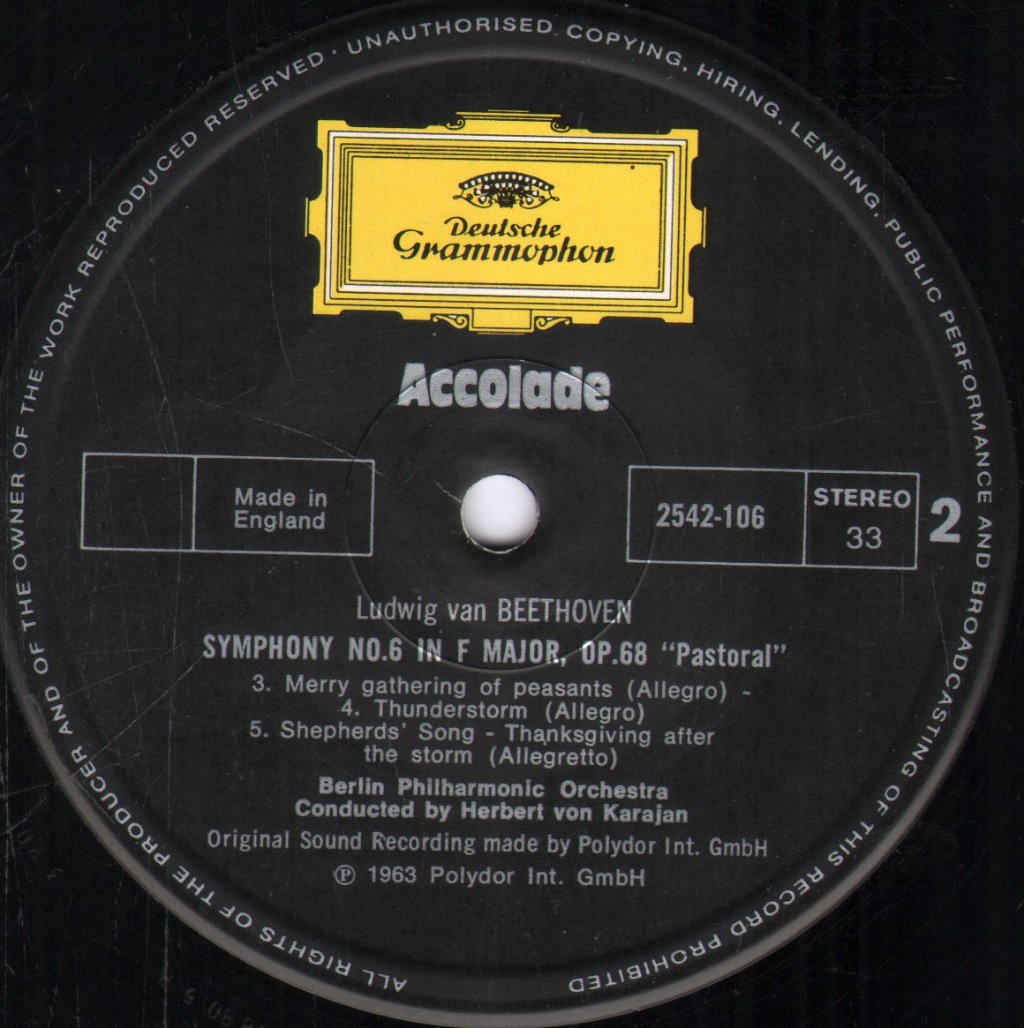 ALL RIGHTS OF THE PRODUCER AND OF THE OWNER OF THE WORK REPRODUCED RESERVED · UNAUTHORISED COPYING, HIRING, LENDING, PUBLIC PERFORMANCE AND BROADCASTING OF THIS RECORD PROHIBITED
Deutsche
Grammophon
Accolade
Made in
England
2542-106
STEREO
33
2
Ludwig van BEETHOVEN
SYMPHONY NO.6 IN F MAJOR, OP.68 "Pastoral"
3. Merry gathering of peasants (Allegro) -
4. Thunderstorm (Allegro)
5. Shepherds' Song - Thanksgiving after
the storm (Allegretto)
Berlin Philharmonic Orchestra
Conducted by Herbert von Karajan
Original Sound Recording made by Polydor Int. GmbH
℗ 1963 Polydor Int. GmbH